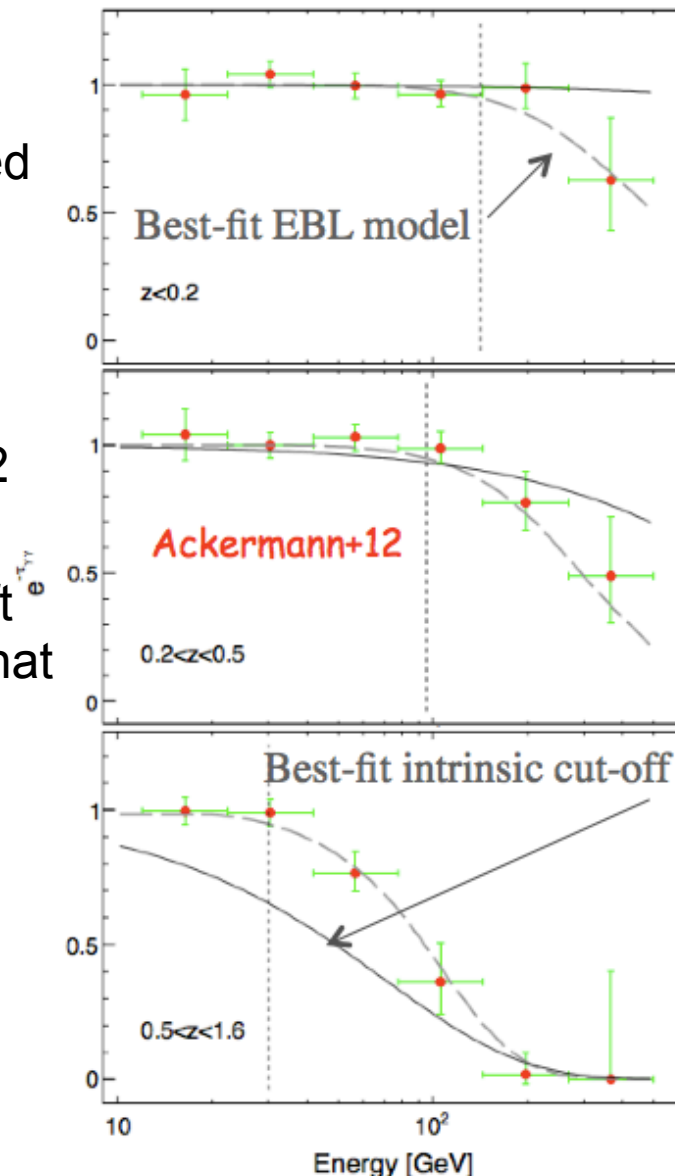 1
ed
0.5
Best-fit EBL model
z<0.2
0
1
2
Ackermann+12
ft
e^-τγγ
0.5
hat
0.2<z<0.5
0
Best-fit intrinsic cut-off
1
0.5
0.5<z<1.6
0
10
10²
Energy [GeV]